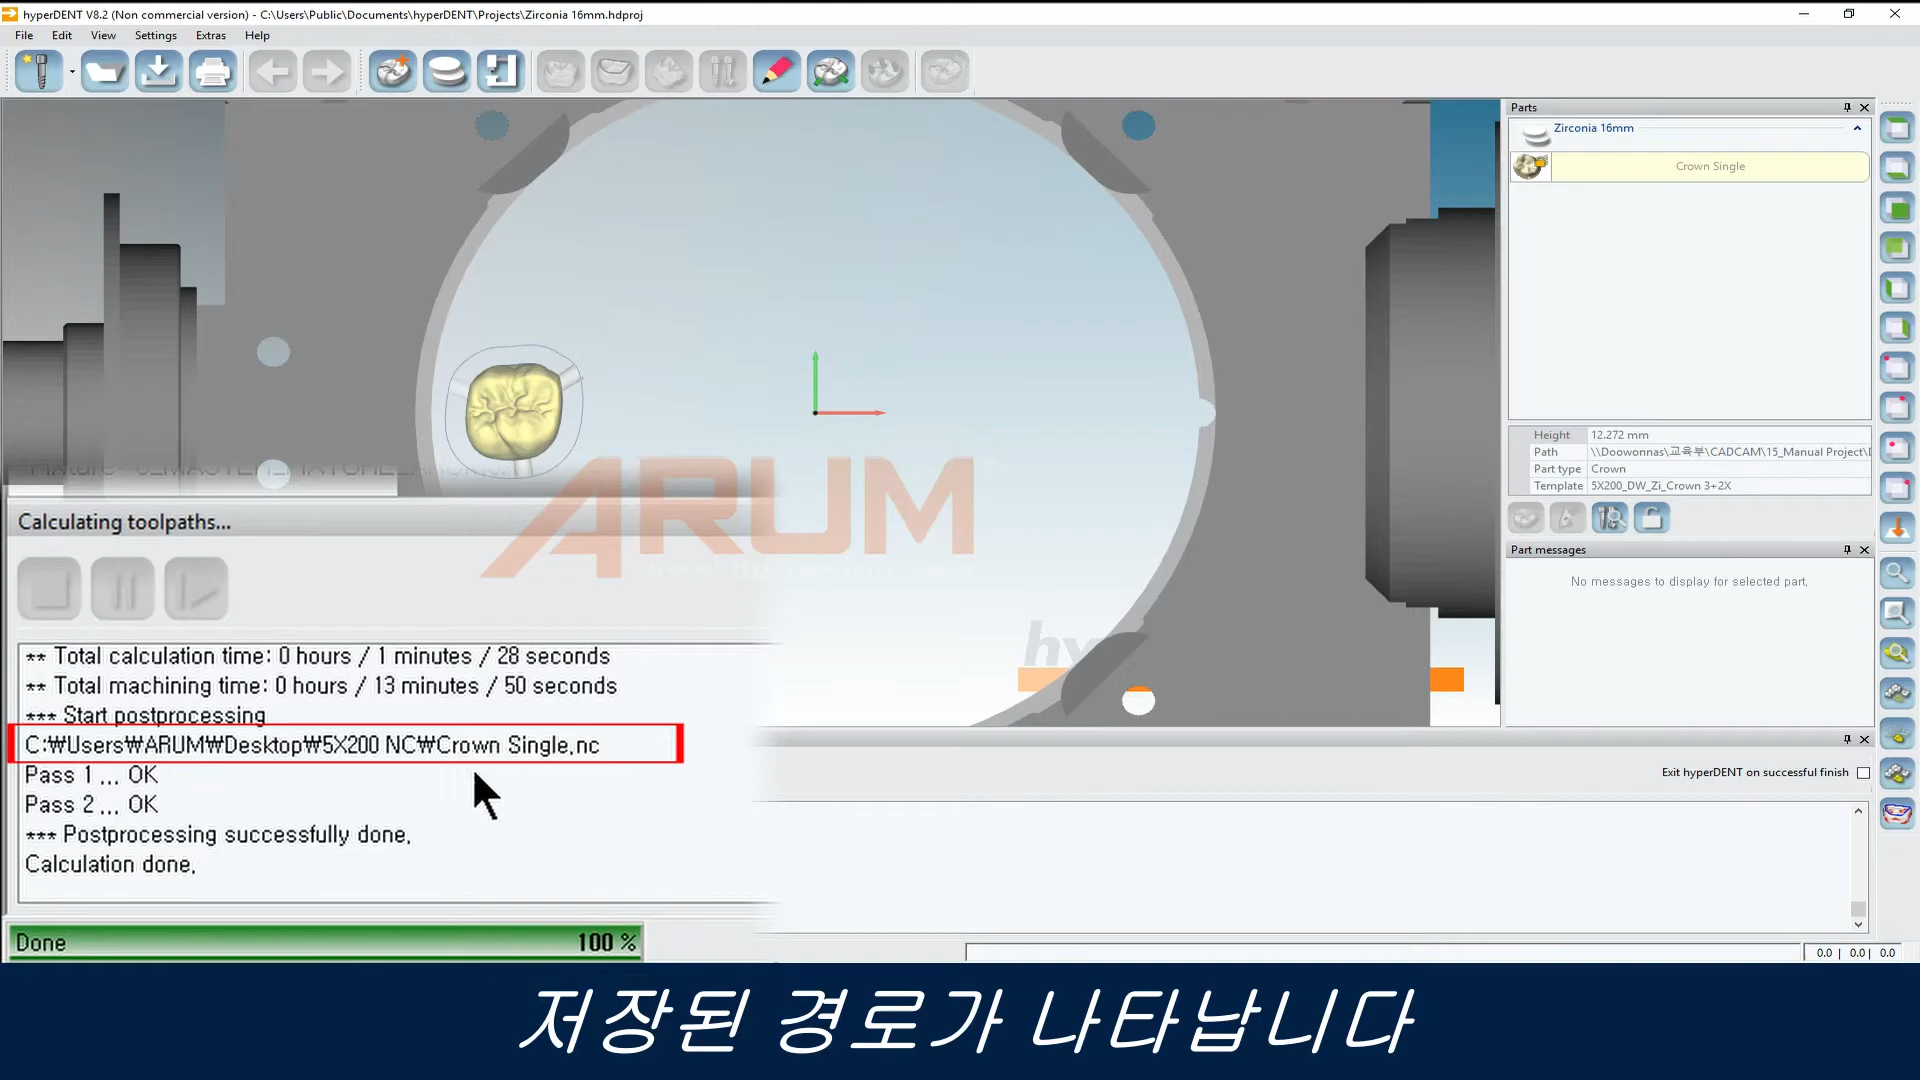 hyperDENT V8.2 (Non commercial version) - C:\Users\Public\Documents\hyperDENT\Projects\Zirconia 16mm.hdproj
File Edit View Settings Extras Help
Parts
Zirconia 16mm
Crown Single
Height 12.272 mm
Path \\Doowonnas\교육부\CADCAM\15_Manual Project\
Part type Crown
Template 5X200_DW_Zi_Crown 3+2X
Part messages
No messages to display for selected part.
ARUM
hy
Calculating toolpaths...
** Total calculation time: 0 hours / 1 minutes / 28 seconds
** Total machining time: 0 hours / 13 minutes / 50 seconds
*** Start postprocessing
C:₩Users₩ARUM₩Desktop₩5X200 NC₩Crown Single.nc
Pass 1 ... OK
Pass 2 ... OK
*** Postprocessing successfully done.
Calculation done.
Exit hyperDENT on successful finish
Done 100 %
0.0 | 0.0 | 0.0
저장된 경로가 나타납니다